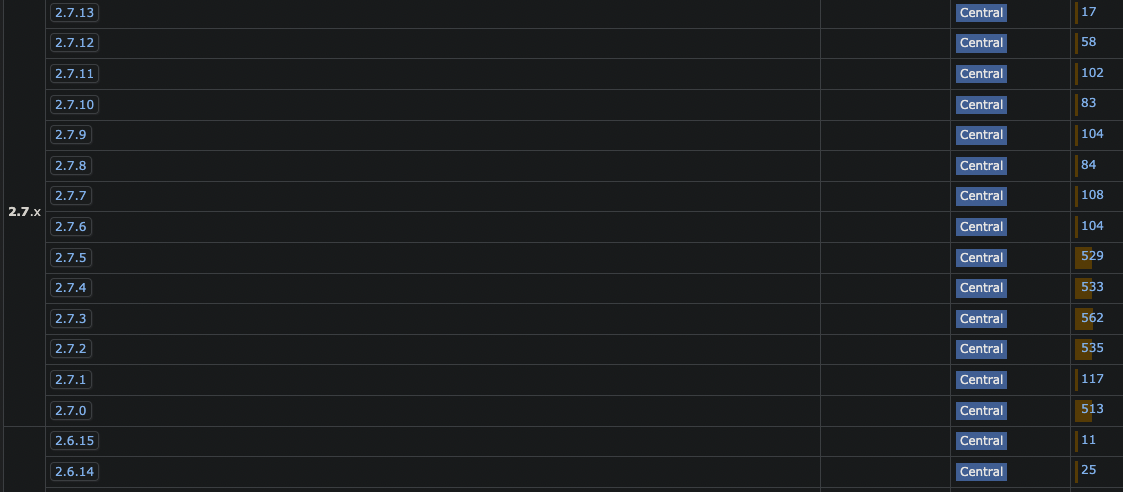 2.7.13 Central 17
2.7.12 Central 58
2.7.11 Central 102
2.7.10 Central 83
2.7.9 Central 104
2.7.8 Central 84
2.7.7 Central 108
2.7.x
2.7.6 Central 104
2.7.5 Central 529
2.7.4 Central 533
2.7.3 Central 562
2.7.2 Central 535
2.7.1 Central 117
2.7.0 Central 513
2.6.15 Central 11
2.6.14 Central 25